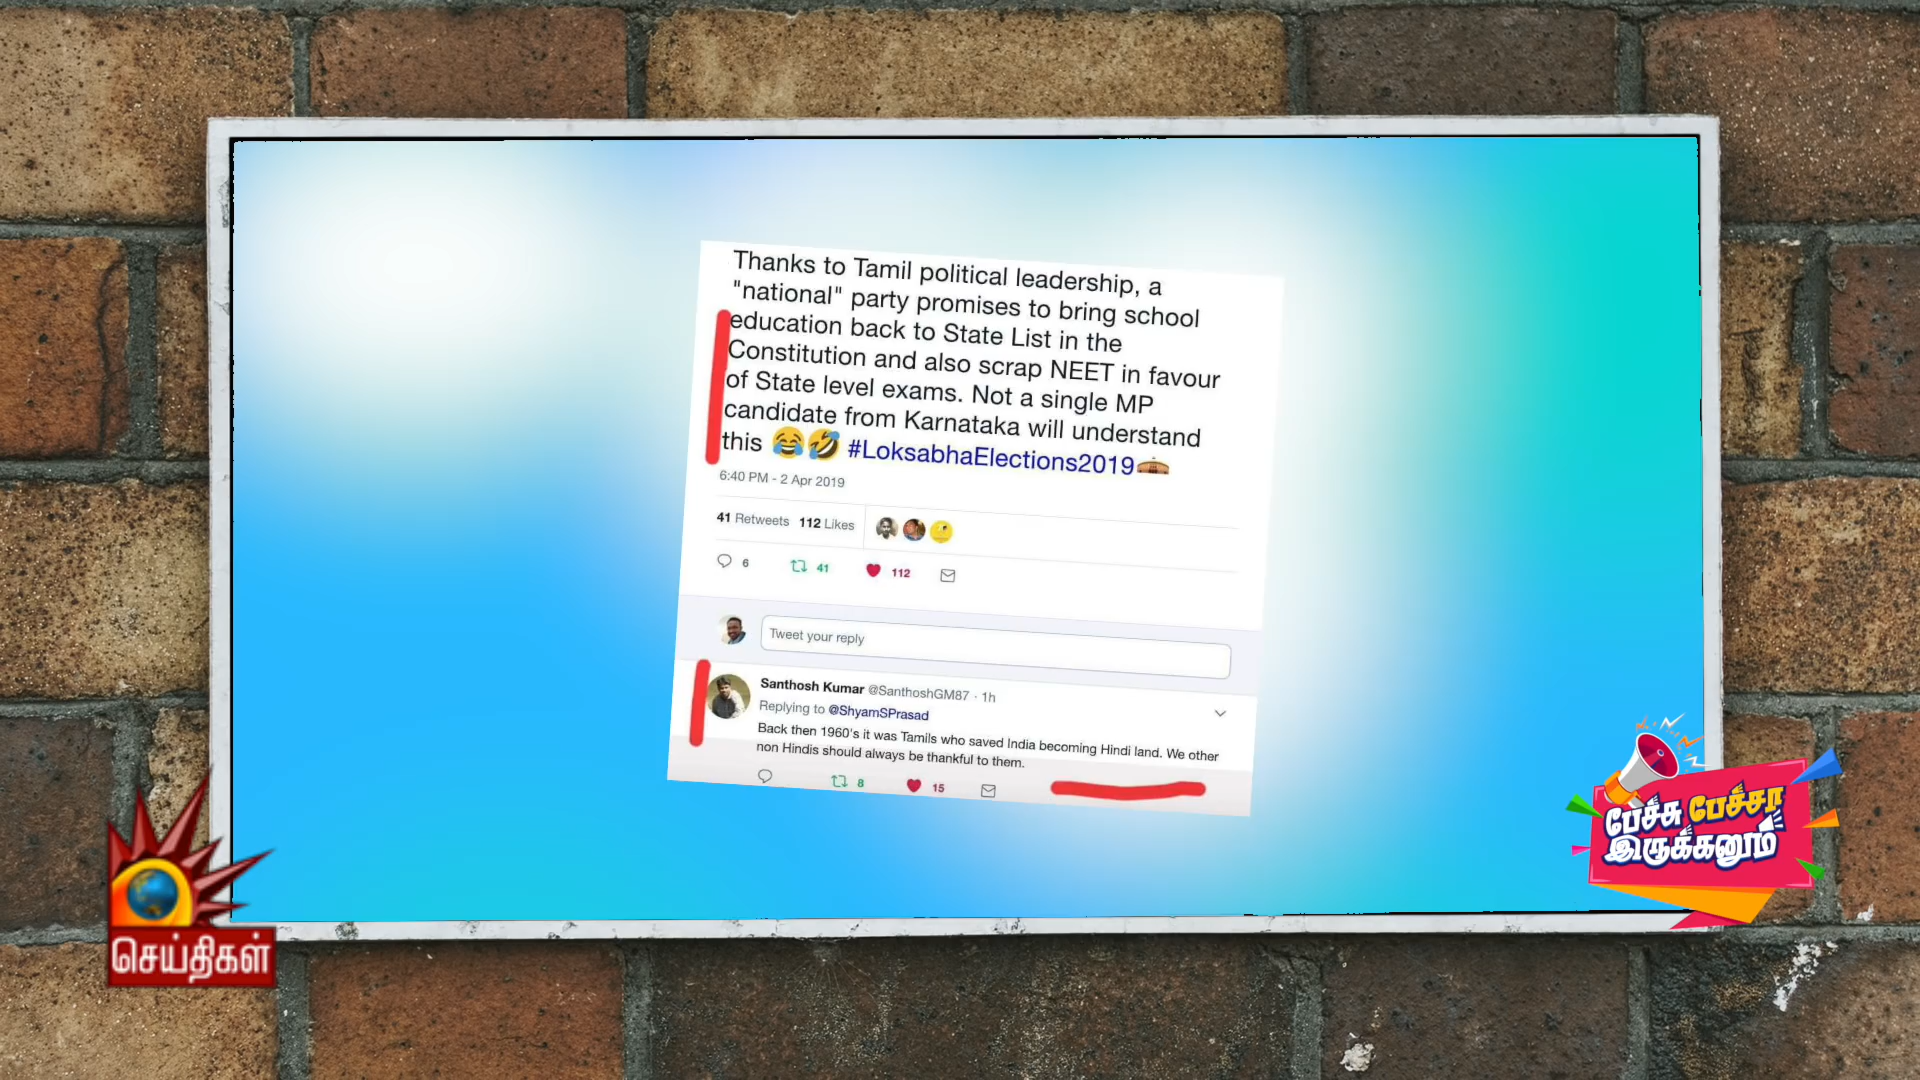 Thanks to Tamil political leadership, a
"national" party promises to bring school
education back to State List in the
Constitution and also scrap NEET in favour
of State level exams. Not a single MP
candidate from Karnataka will understand
this 😂🤣 #LoksabhaElections2019
6:40 PM - 2 Apr 2019
41 Retweets 112 Likes
6 41 112
Tweet your reply
Santhosh Kumar @SanthoshGM87 · 1h
Replying to @ShyamSPrasad
Back then 1960's it was Tamils who saved India becoming Hindi land. We other
non Hindis should always be thankful to them.
8 15
பேச்சு பேச்சா
இருக்கனும்
செய்திகள்